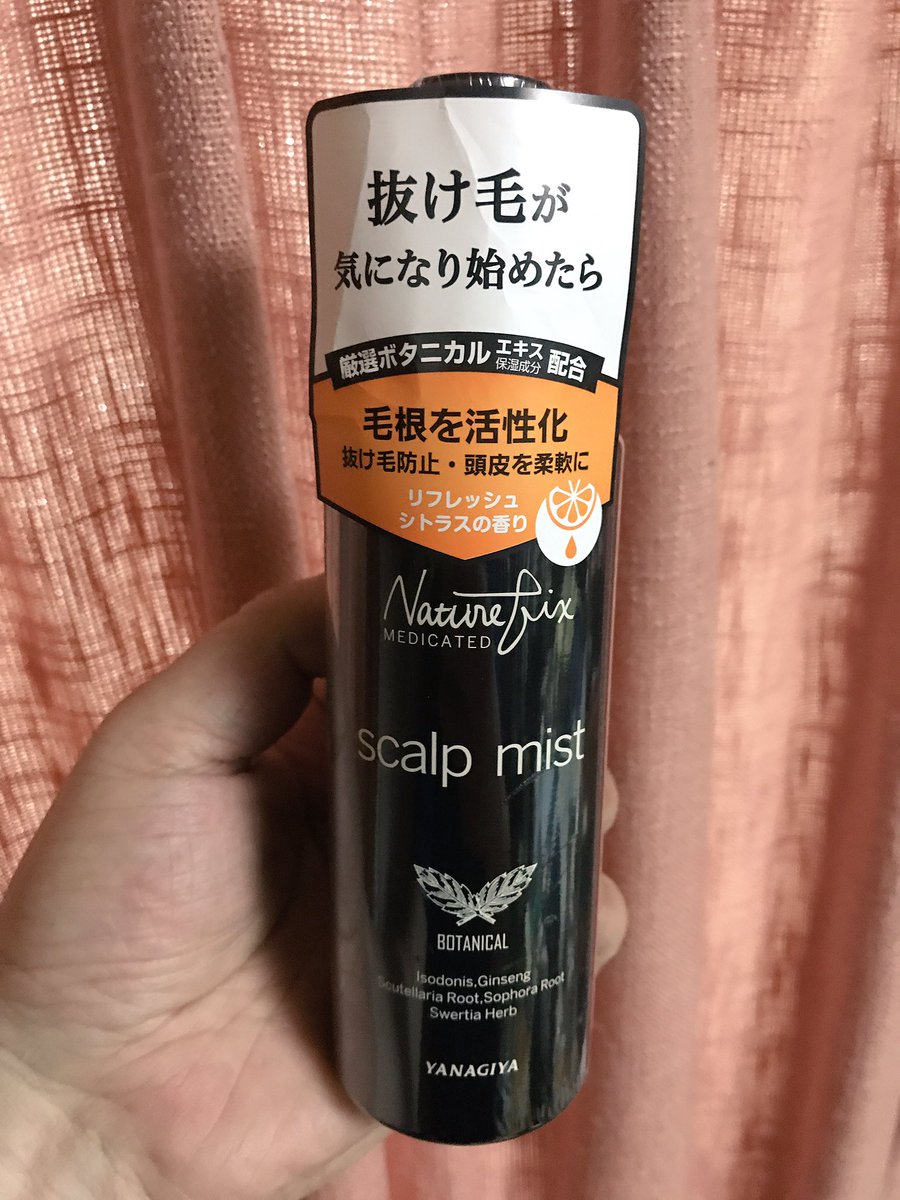 抜け毛が
気になり始めたら
厳選ボタニカル エキス 保湿成分 配合
毛根を活性化
抜け毛防止・頭皮を柔軟に
リフレッシュ
シトラスの香り
Naturefix
MEDICATED
scalp mist
BOTANICAL
Isodonis,Ginseng
Scutellaria Root,Sophora Root
Swertia Herb
YANAGIYA